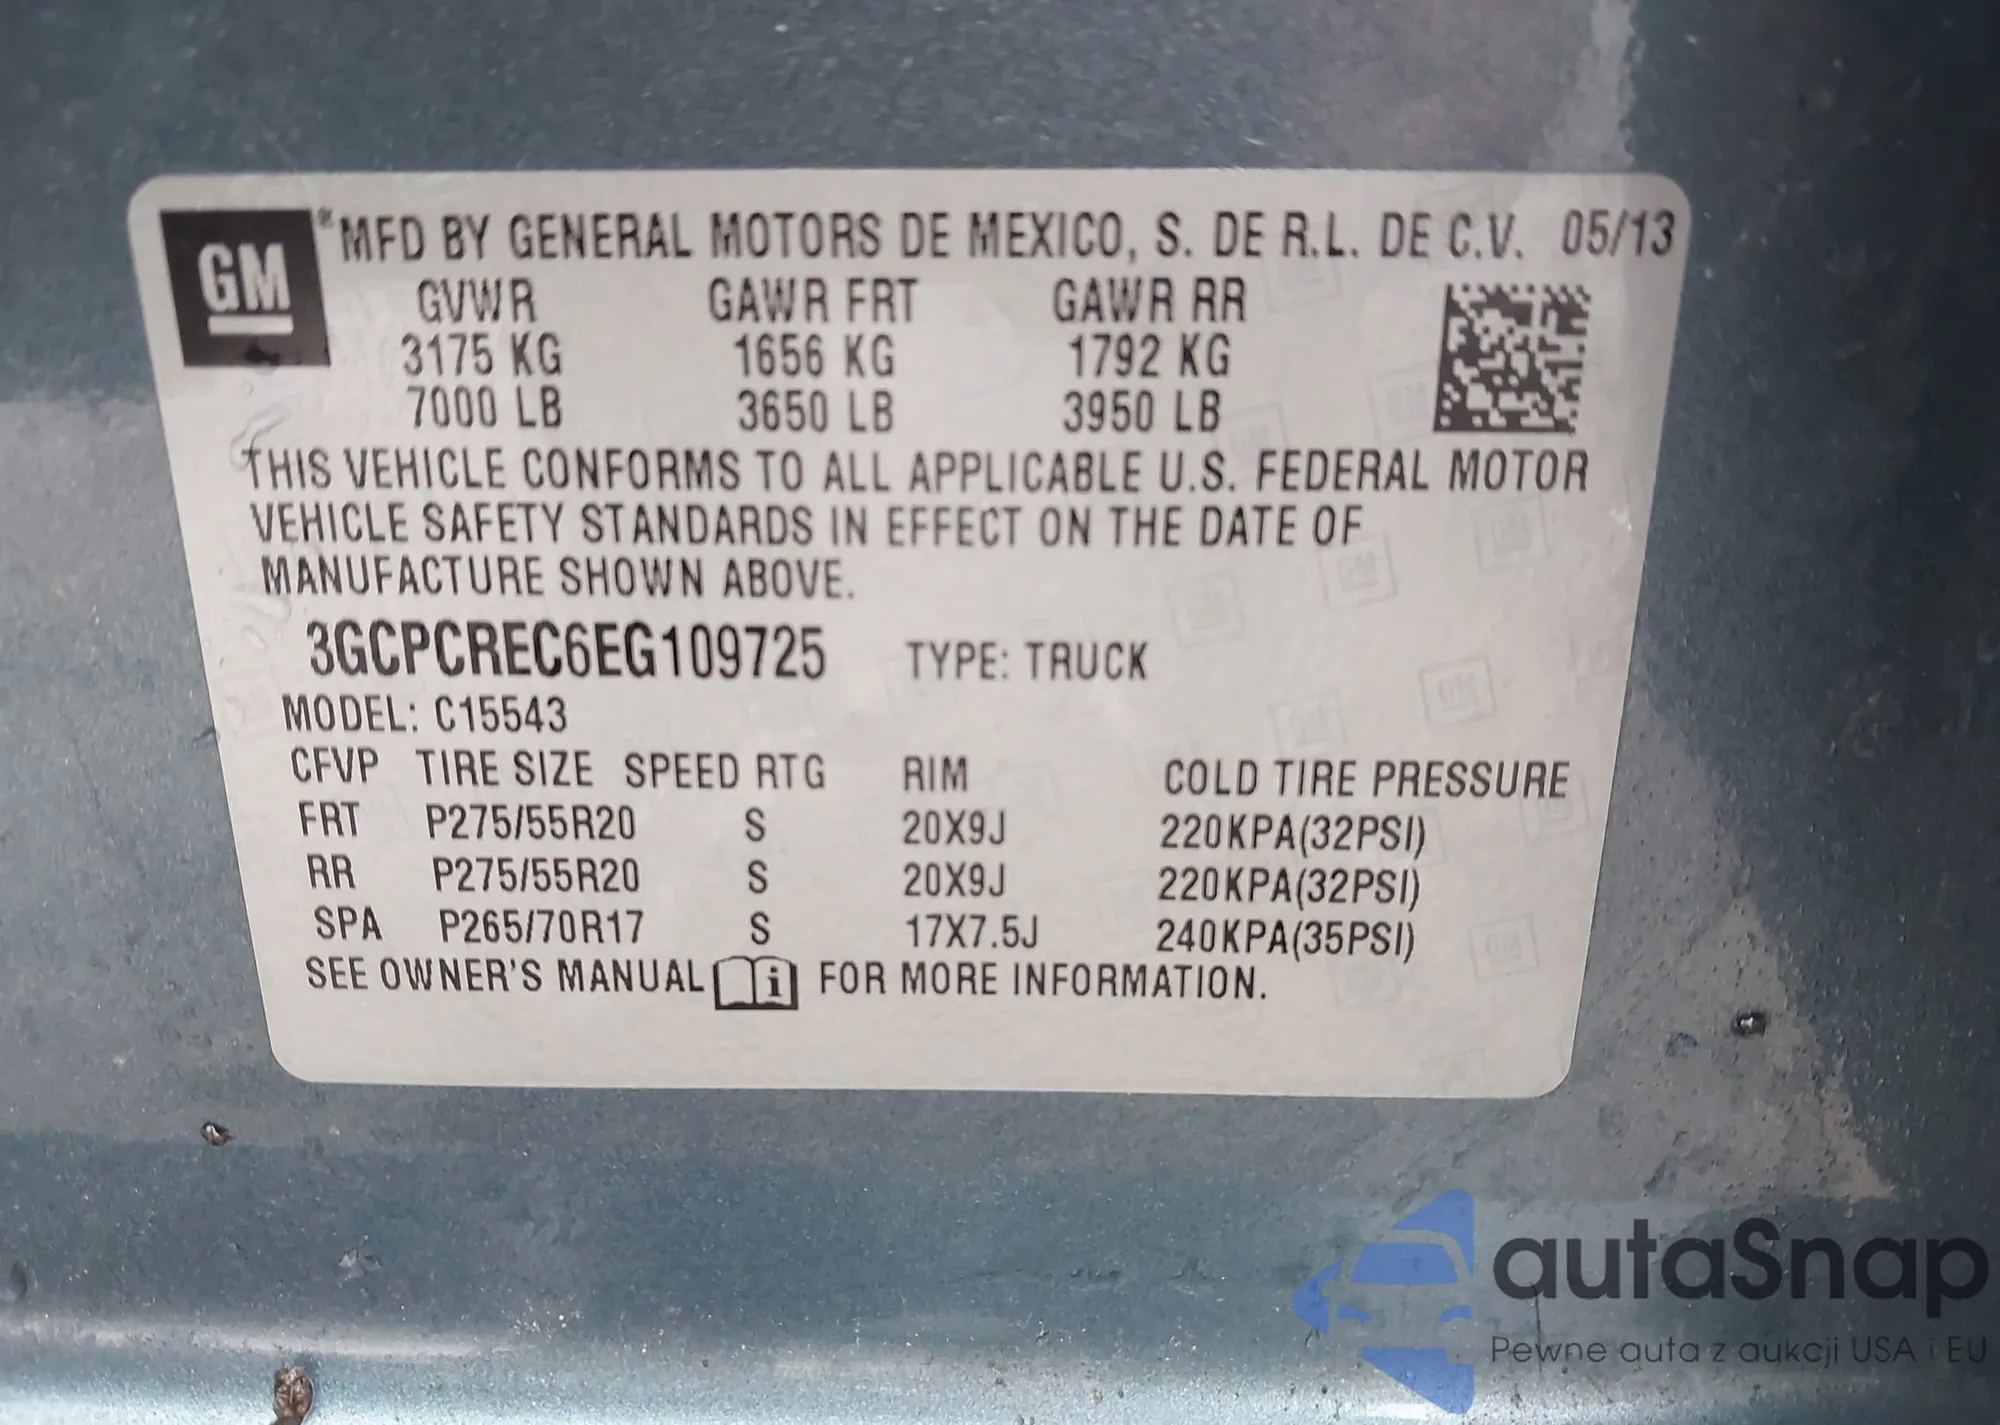 GM
® MFD BY GENERAL MOTORS DE MEXICO, S. DE R.L. DE C.V. 05/13
GVWR GAWR FRT GAWR RR
3175 KG 1656 KG 1792 KG
7000 LB 3650 LB 3950 LB
THIS VEHICLE CONFORMS TO ALL APPLICABLE U.S. FEDERAL MOTOR
VEHICLE SAFETY STANDARDS IN EFFECT ON THE DATE OF
MANUFACTURE SHOWN ABOVE.
3GCPCREC6EG109725 TYPE: TRUCK
MODEL: C15543
CFVP TIRE SIZE SPEED RTG RIM COLD TIRE PRESSURE
FRT P275/55R20 S 20X9J 220KPA(32PSI)
RR P275/55R20 S 20X9J 220KPA(32PSI)
SPA P265/70R17 S 17X7.5J 240KPA(35PSI)
SEE OWNER'S MANUAL i FOR MORE INFORMATION.
autaSnap
Pewne auta z aukcji USA i EU